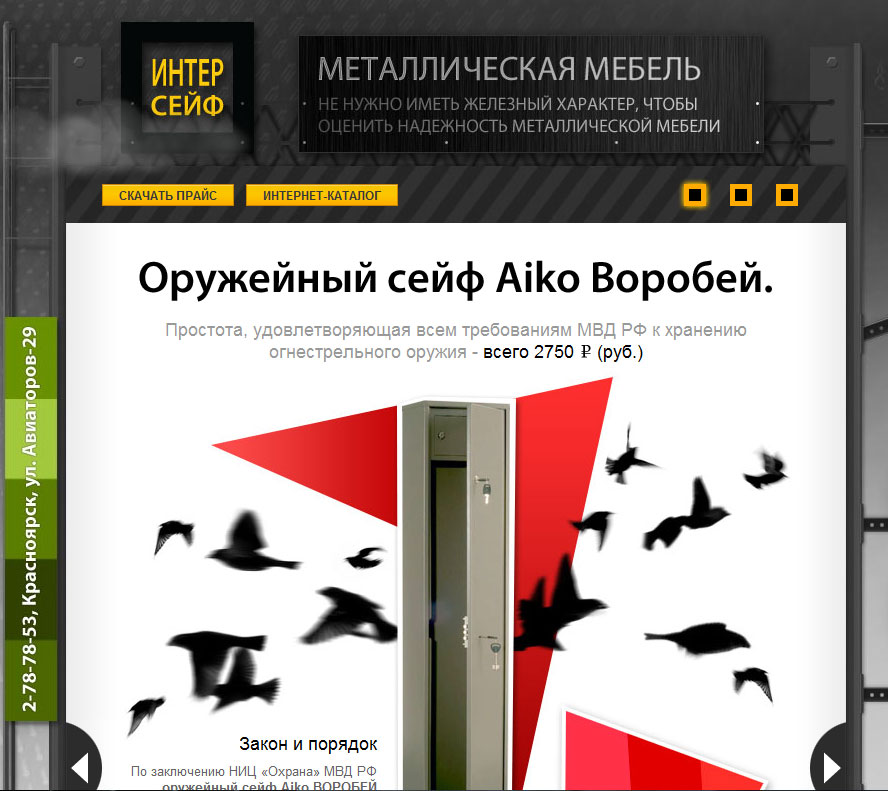 ИНТЕР
СЕЙФ
МЕТАЛЛИЧЕСКАЯ МЕБЕЛЬ
НЕ НУЖНО ИМЕТЬ ЖЕЛЕЗНЫЙ ХАРАКТЕР, ЧТОБЫ
ОЦЕНИТЬ НАДЕЖНОСТЬ МЕТАЛЛИЧЕСКОЙ МЕБЕЛИ
СКАЧАТЬ ПРАЙС
ИНТЕРНЕТ-КАТАЛОГ
Оружейный сейф Aiko Воробей.
Простота, удовлетворяющая всем требованиям МВД РФ к хранению
огнестрельного оружия - всего 2750 ₽ (руб.)
2-78-78-53, Красноярск, ул. Авиаторов-29
Закон и порядок
По заключению НИЦ «Охрана» МВД РФ
оружейный сейф Aiko ВОРОБЕЙ